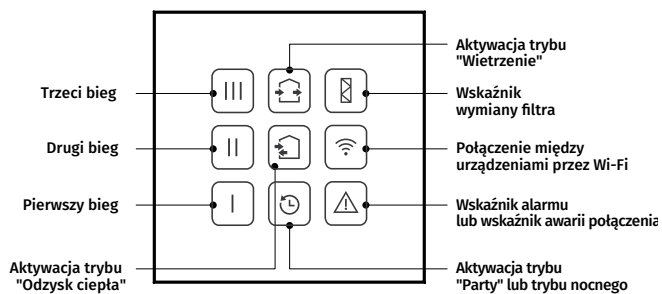 Aktywacja trybu
"Wietrzenie"
Trzeci bieg
Wskaźnik
wymiany filtra
Drugi bieg
Połączenie między
urządzeniami przez Wi-Fi
Pierwszy bieg
Wskaźnik alarmu
lub wskaźnik awarii połączenia
Aktywacja trybu
"Odzysk ciepła"
Aktywacja trybu
"Party" lub trybu nocnego